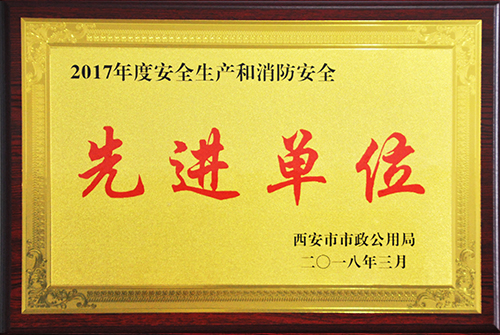 2017年度安全生产和消防安全
先进单位
西安市市政公用局
二〇一八年三月